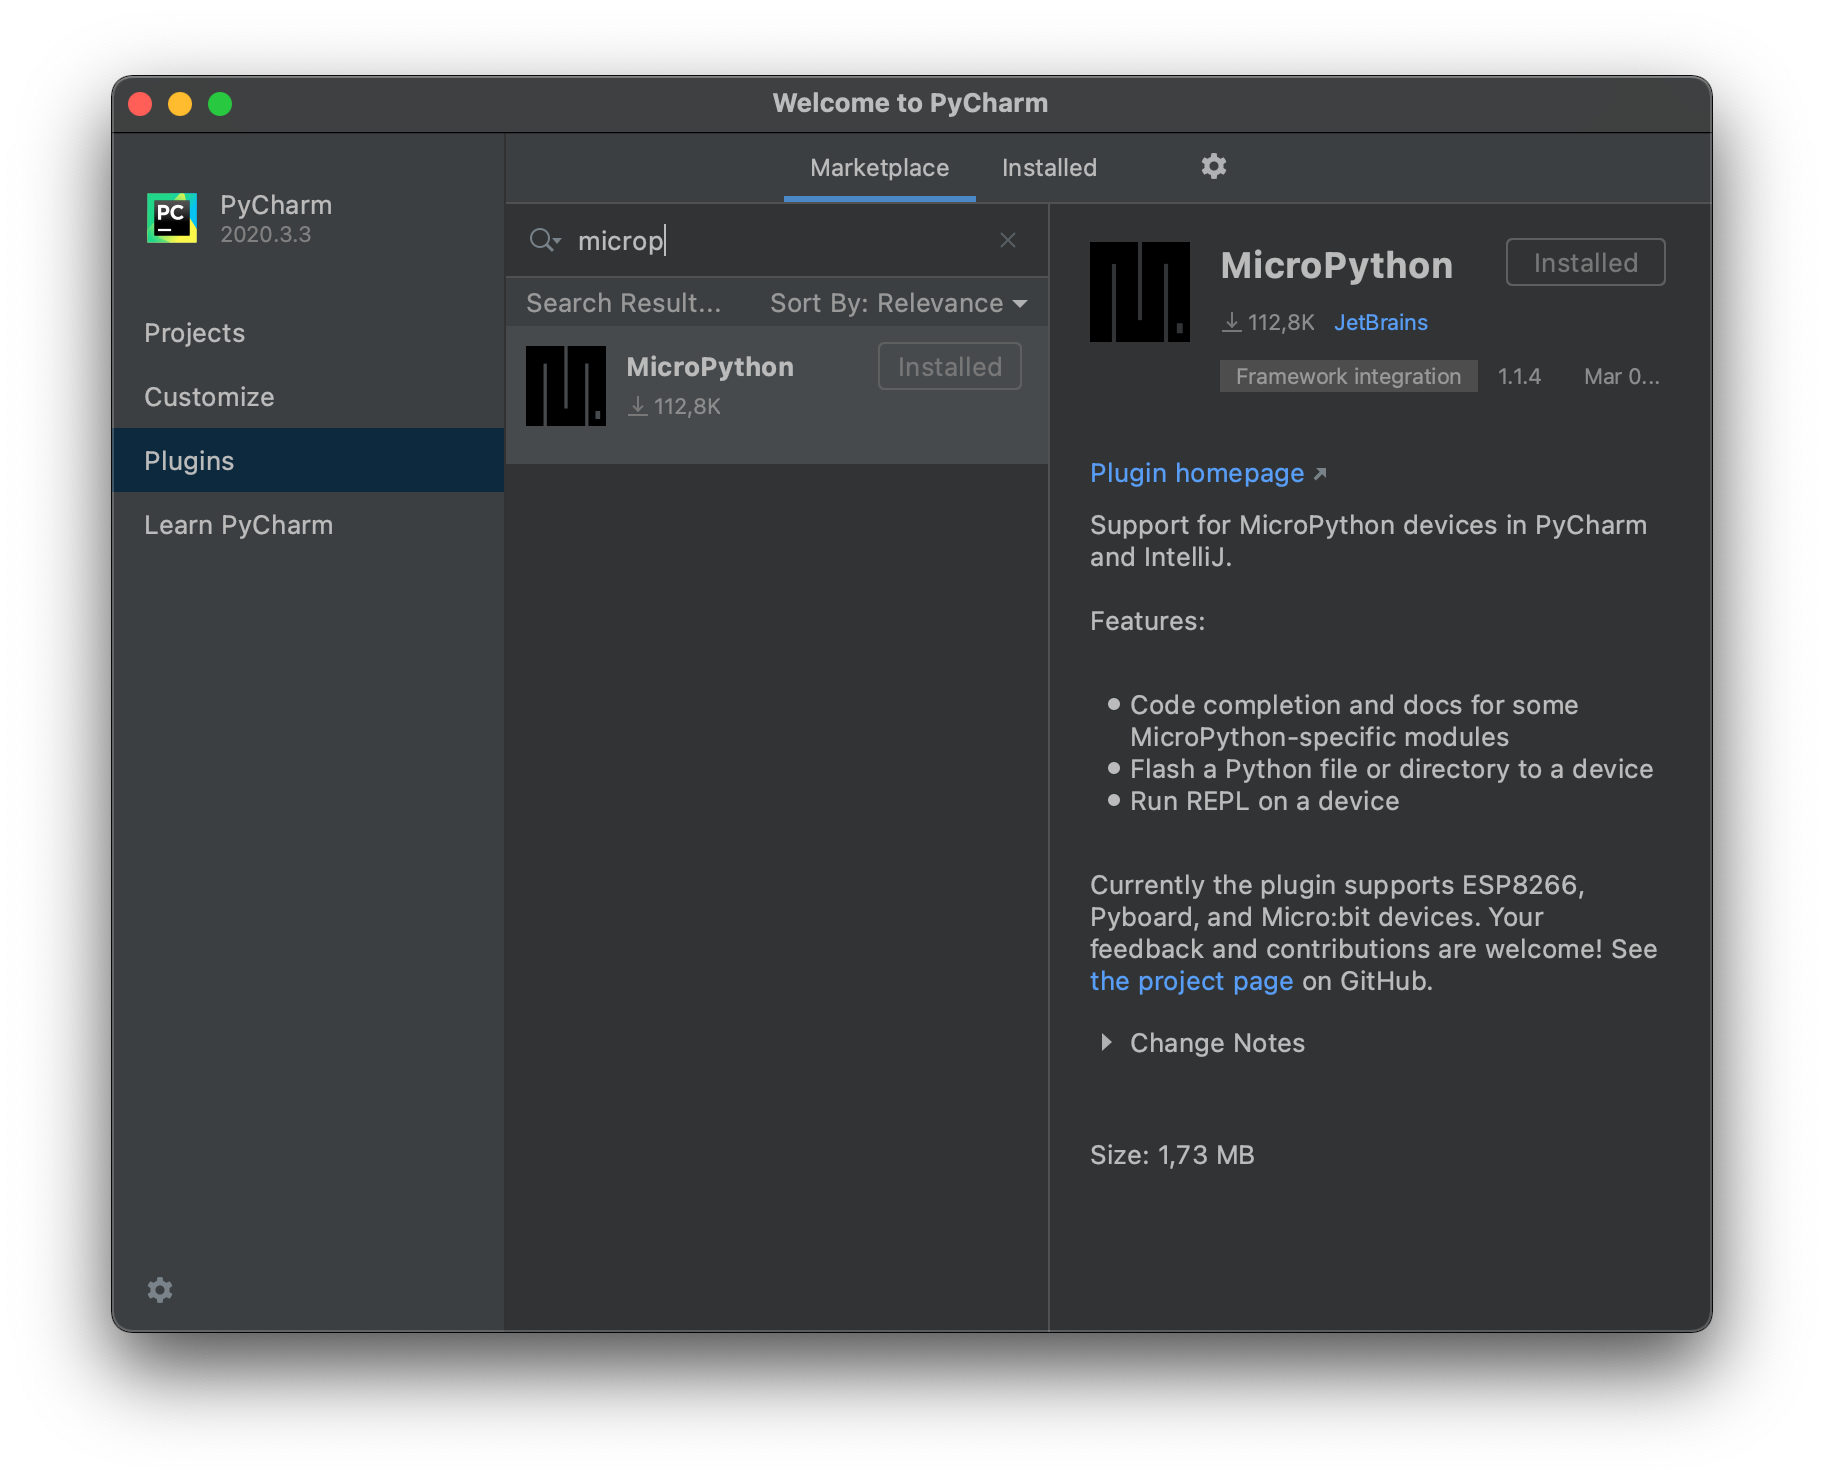 Welcome to PyCharm
PC
PyCharm
2020.3.3
Projects
Customize
Plugins
Learn PyCharm
Marketplace Installed
microp
Search Result... Sort By: Relevance
MicroPython Installed
112,8K
MicroPython Installed
112,8K JetBrains
Framework integration 1.1.4 Mar 0...
Plugin homepage
Support for MicroPython devices in PyCharm
and IntelliJ.
Features:
Code completion and docs for some
MicroPython-specific modules
Flash a Python file or directory to a device
Run REPL on a device
Currently the plugin supports ESP8266,
Pyboard, and Micro:bit devices. Your
feedback and contributions are welcome! See
the project page on GitHub.
Change Notes
Size: 1,73 MB